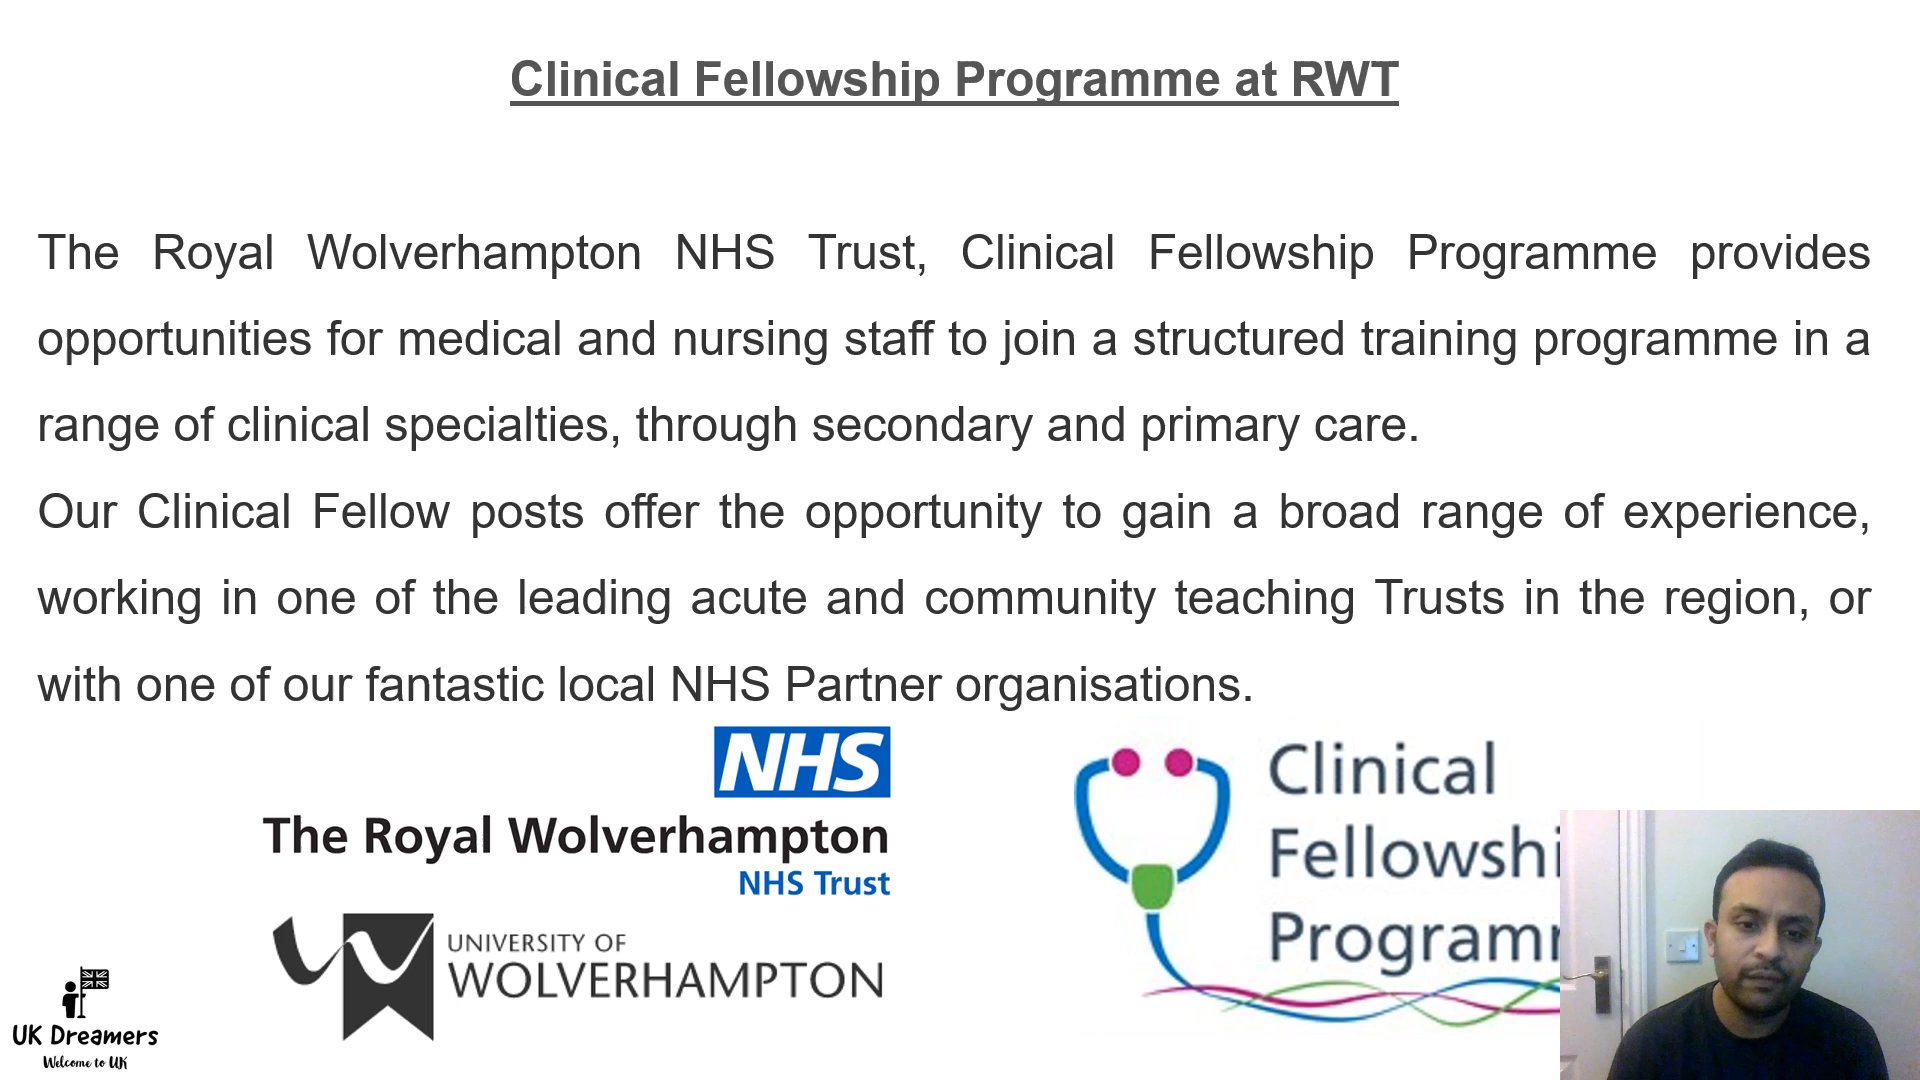 Clinical Fellowship Programme at RWT
The Royal Wolverhampton NHS Trust, Clinical Fellowship Programme provides
opportunities for medical and nursing staff to join a structured training programme in a
range of clinical specialties, through secondary and primary care.
Our Clinical Fellow posts offer the opportunity to gain a broad range of experience,
working in one of the leading acute and community teaching Trusts in the region, or
with one of our fantastic local NHS Partner organisations.
NHS
The Royal Wolverhampton
NHS Trust
UNIVERSITY OF
WOLVERHAMPTON
Clinical
Fellowshi
Program
UK Dreamers
Welcome to UK